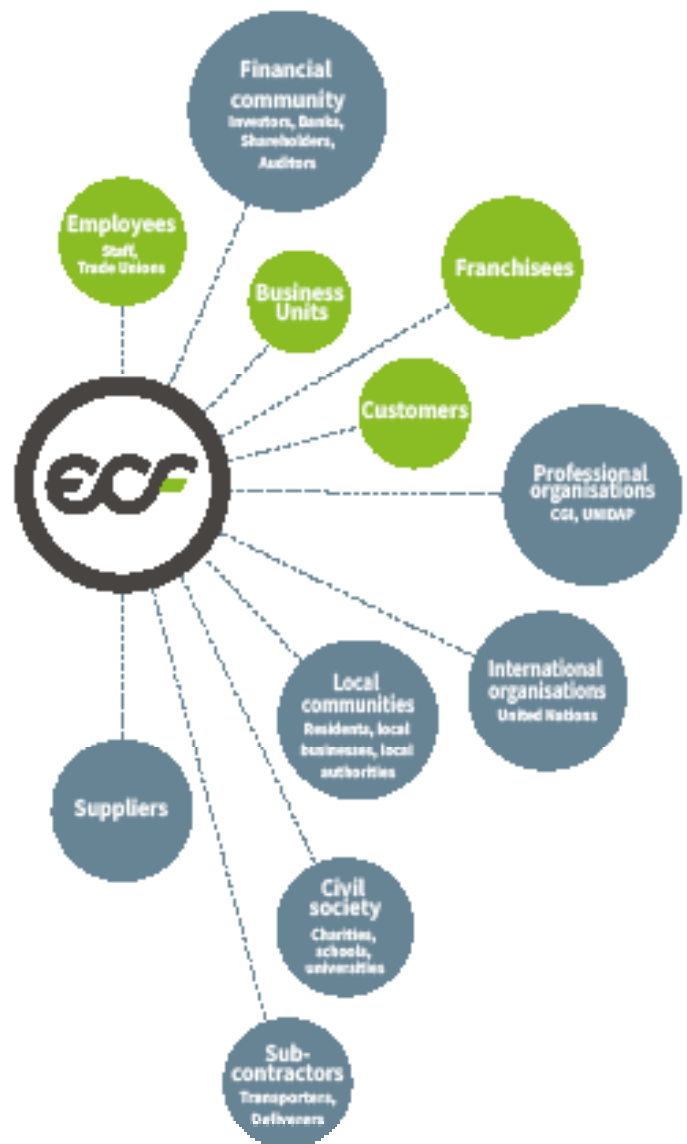 Financial
community
Investors, Banks,
Shareholders,
Auditors
Employees
Staff,
Trade Unions
Business
Units
Franchisees
Customers
ECF
Professional
organisations
CGI, UNIDAP
International
organisations
United Nations
Local
communities
Residents, local
businesses, local
authorities
Suppliers
Civil
society
Charities,
schools,
universities
Sub-
contractors
Transporters,
Deliverers